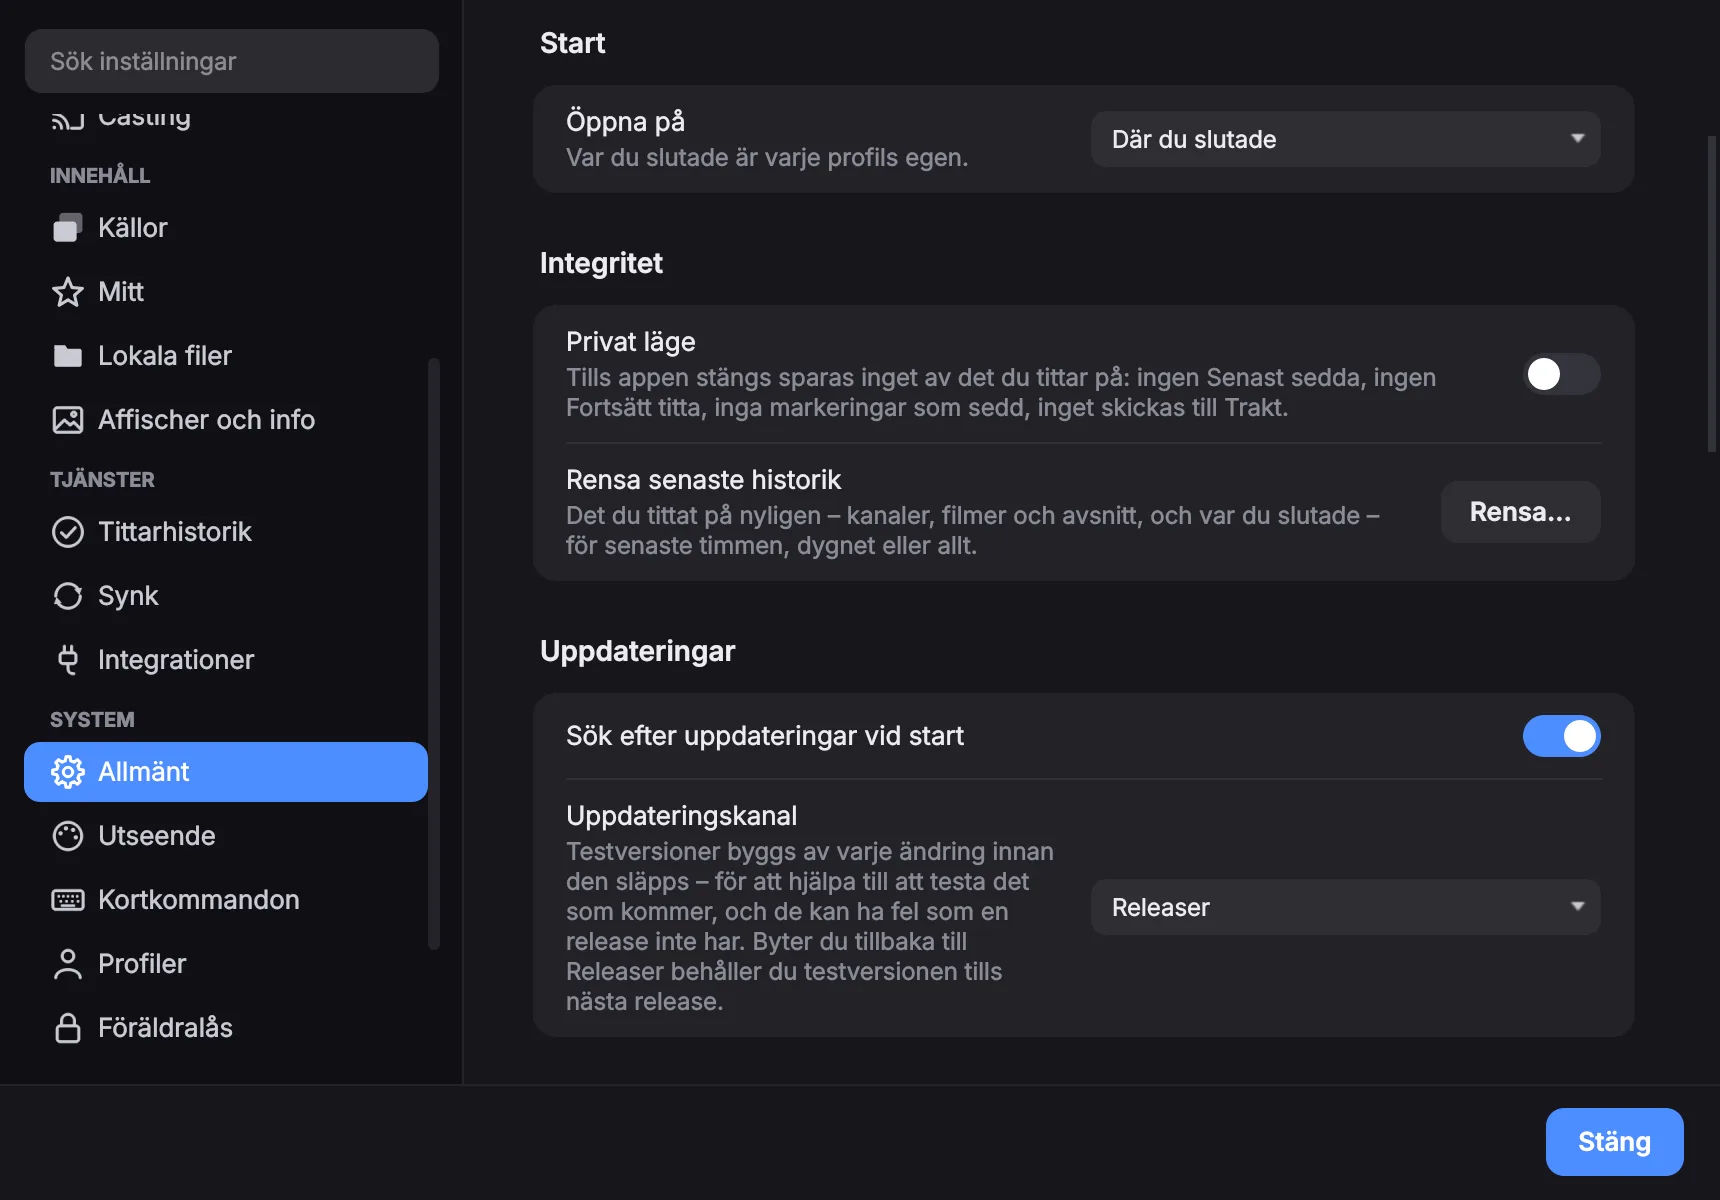 Sök inställningar
Casting
INNEHÅLL
Källor
Mitt
Lokala filer
Affischer och info
TJÄNSTER
Tittarhistorik
Synk
Integrationer
SYSTEM
Allmänt
Utseende
Kortkommandon
Profiler
Föräldralås
Start
Öppna på
Var du slutade är varje profils egen.
Där du slutade
Integritet
Privat läge
Tills appen stängs sparas inget av det du tittar på: ingen Senast sedda, ingen
Fortsätt titta, inga markeringar som sedd, inget skickas till Trakt.
Rensa senaste historik
Det du tittat på nyligen – kanaler, filmer och avsnitt, och var du slutade –
för senaste timmen, dygnet eller allt.
Rensa...
Uppdateringar
Sök efter uppdateringar vid start
Uppdateringskanal
Testversioner byggs av varje ändring innan
den släpps – för att hjälpa till att testa det
som kommer, och de kan ha fel som en
release inte har. Byter du tillbaka till
Releaser behåller du testversionen tills
nästa release.
Releaser
Stäng